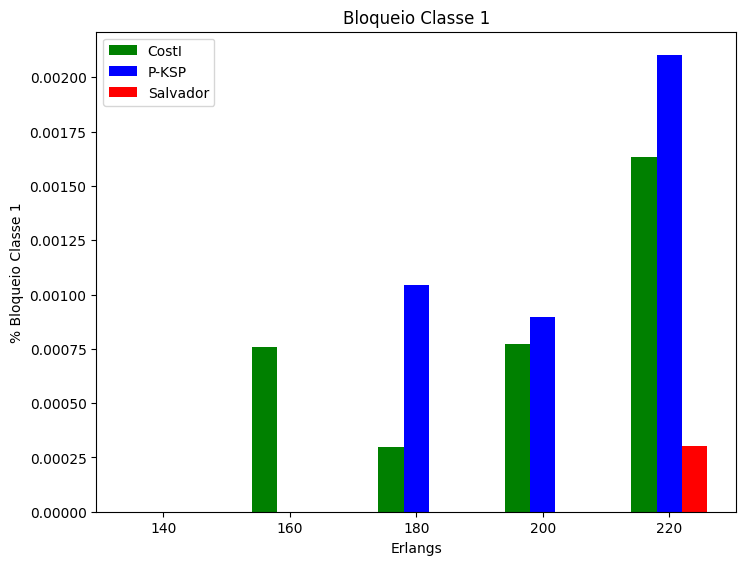 Bloqueio Classe 1
CostI
P-KSP
Salvador
% Bloqueio Classe 1
0.00200
0.00175
0.00150
0.00125
0.00100
0.00075
0.00050
0.00025
0.00000
140 160 180 200 220
Erlangs